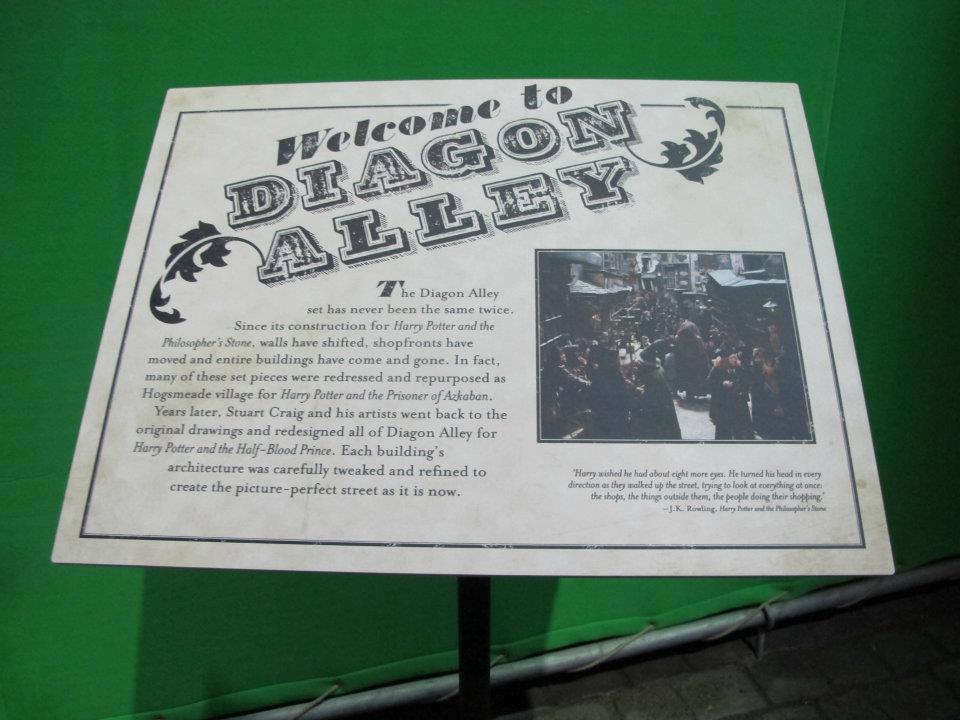 Welcome to
DIAGON
ALLEY
The Diagon Alley
set has never been the same twice.
Since its construction for Harry Potter and the
Philosopher's Stone, walls have shifted, shopfronts have
moved and entire buildings have come and gone. In fact,
many of these set pieces were redressed and repurposed as
Hogsmeade village for Harry Potter and the Prisoner of Azkaban.
Years later, Stuart Craig and his artists went back to the
original drawings and redesigned all of Diagon Alley for
Harry Potter and the Half-Blood Prince. Each building's
architecture was carefully tweaked and refined to
create the picture-perfect street as it is now.
'Harry wished he had about eight more eyes. He turned his head in every
direction as they walked up the street, trying to look at everything at once:
the shops, the things outside them, the people doing their shopping.'
—J.K. Rowling, Harry Potter and the Philosopher's Stone